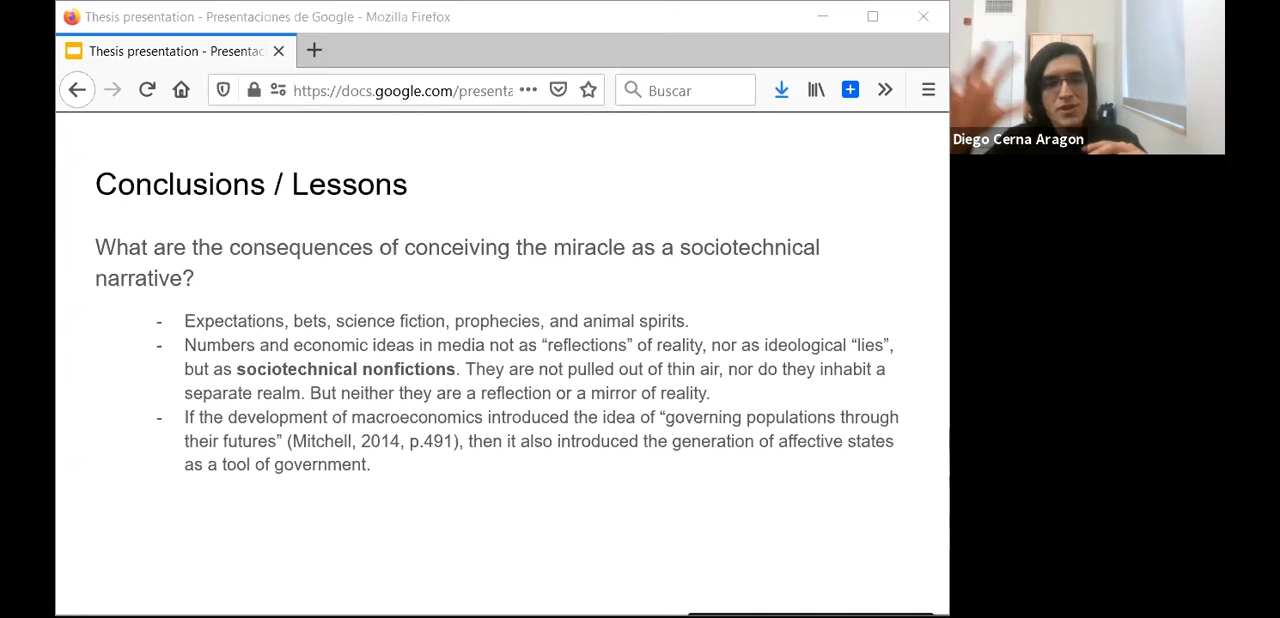 Thesis presentation - Presentaciones de Google - Mozilla Firefox
Thesis presentation - Presentac
https://docs.google.com/presenta
Buscar
Diego Cerna Aragon
Conclusions / Lessons
What are the consequences of conceiving the miracle as a sociotechnical
narrative?
- Expectations, bets, science fiction, prophecies, and animal spirits.
- Numbers and economic ideas in media not as “reflections” of reality, nor as ideological “lies”,
but as sociotechnical nonfictions. They are not pulled out of thin air, nor do they inhabit a
separate realm. But neither they are a reflection or a mirror of reality.
- If the development of macroeconomics introduced the idea of “governing populations through
their futures” (Mitchell, 2014, p.491), then it also introduced the generation of affective states
as a tool of government.